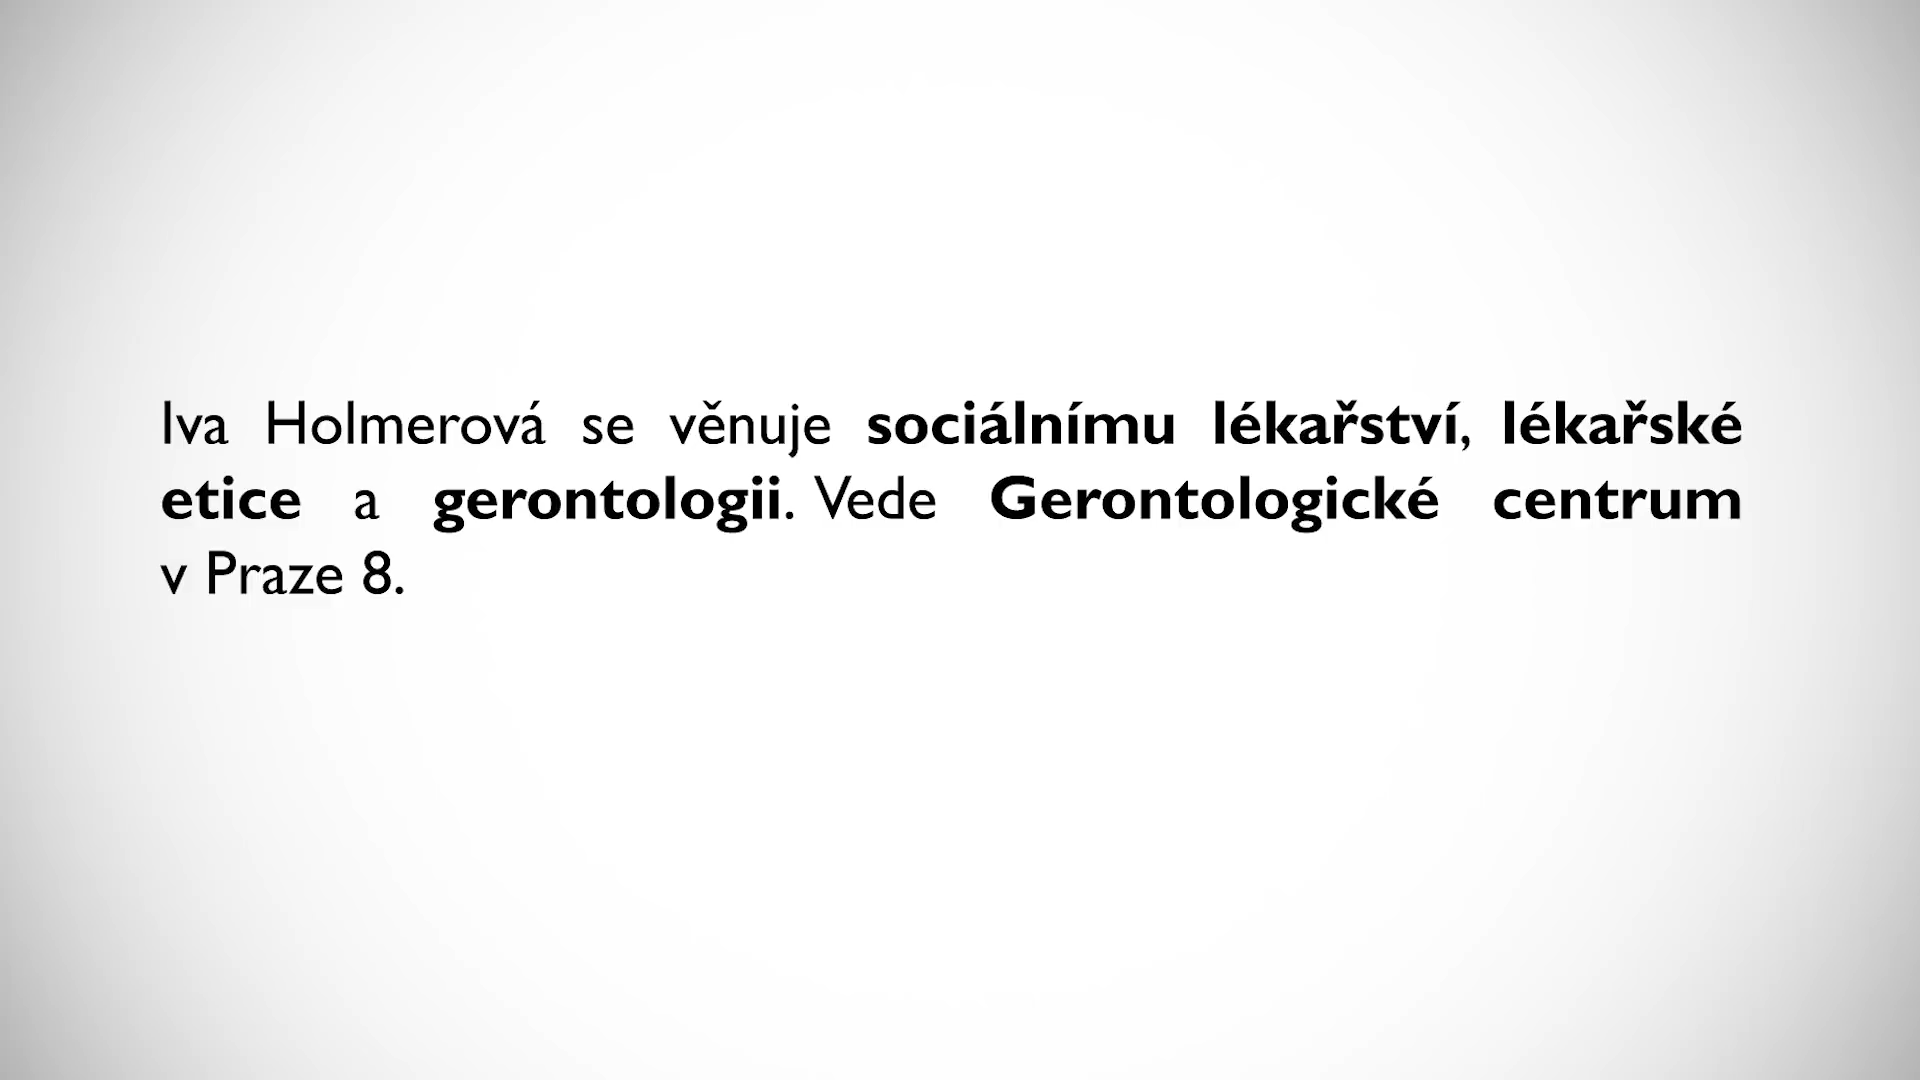 Iva Holmerová se věnuje sociálnímu lékařství, lékařské
etice a gerontologii. Vede Gerontologické centrum
v Praze 8.